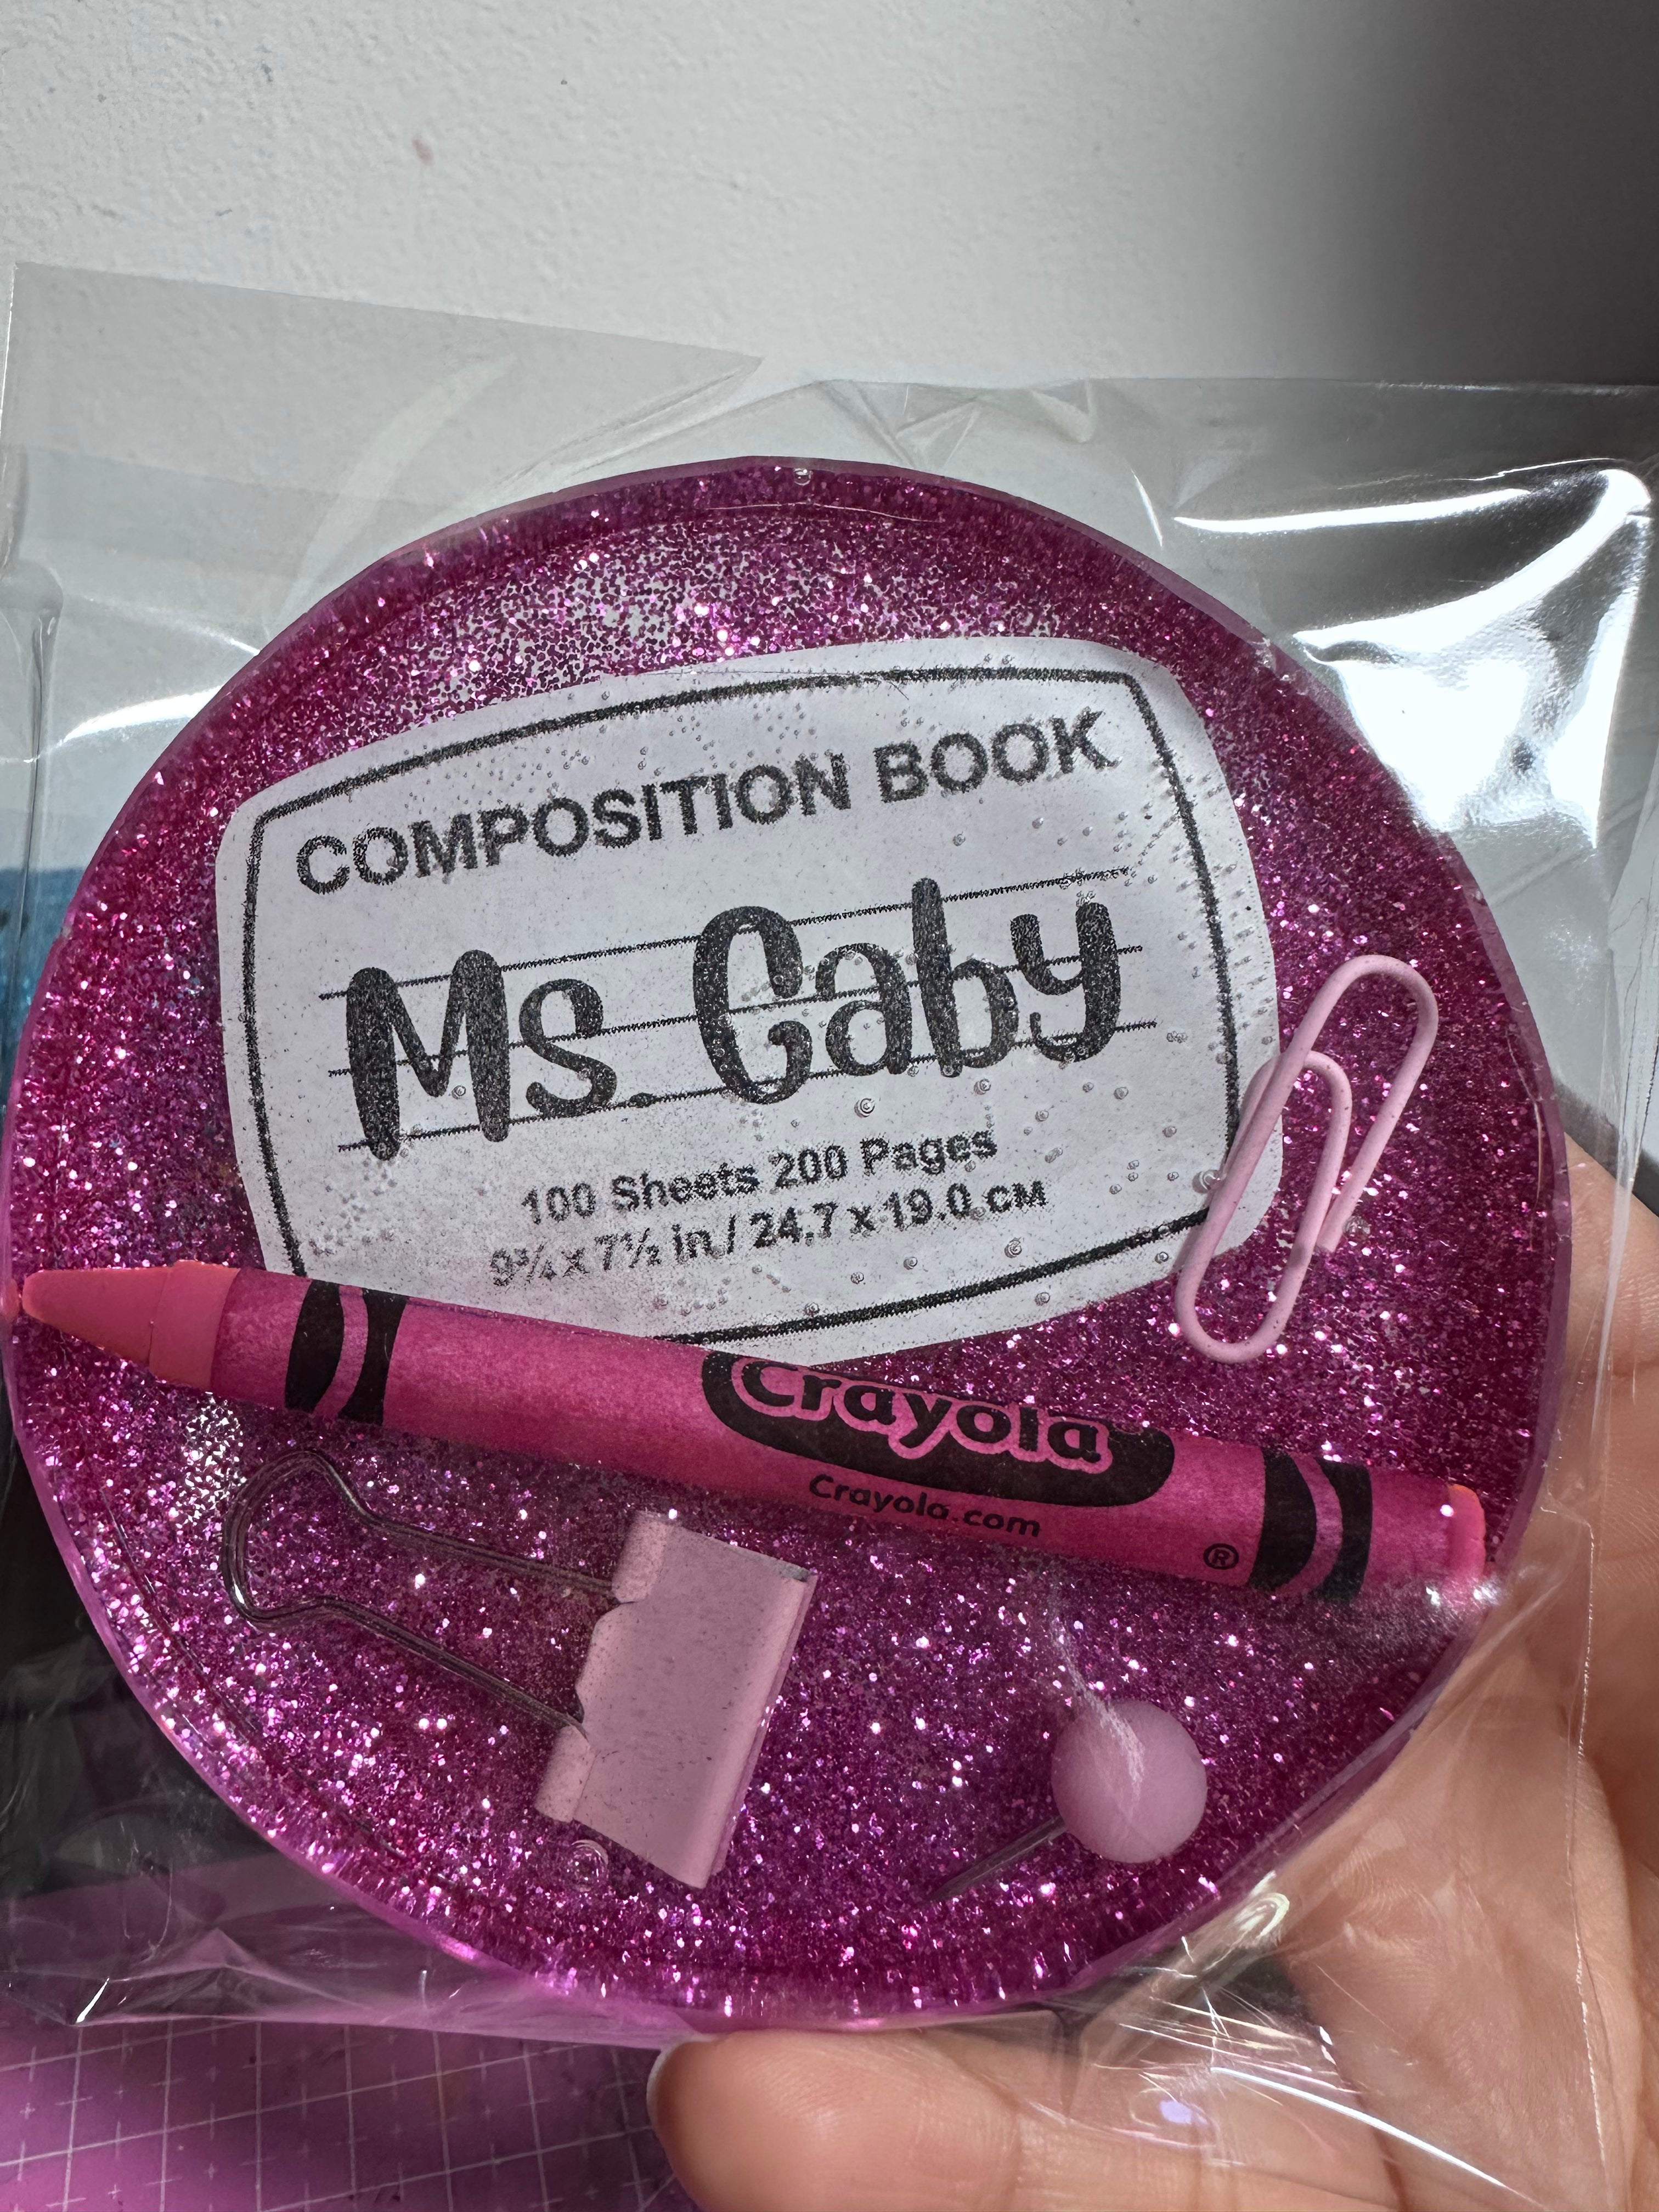 COMPOSITION BOOK
Ms. Gaby
100 Sheets 200 Pages
9¾ x 7½ in / 24.7 x 19.0 CM
Crayola
Crayola.com
®